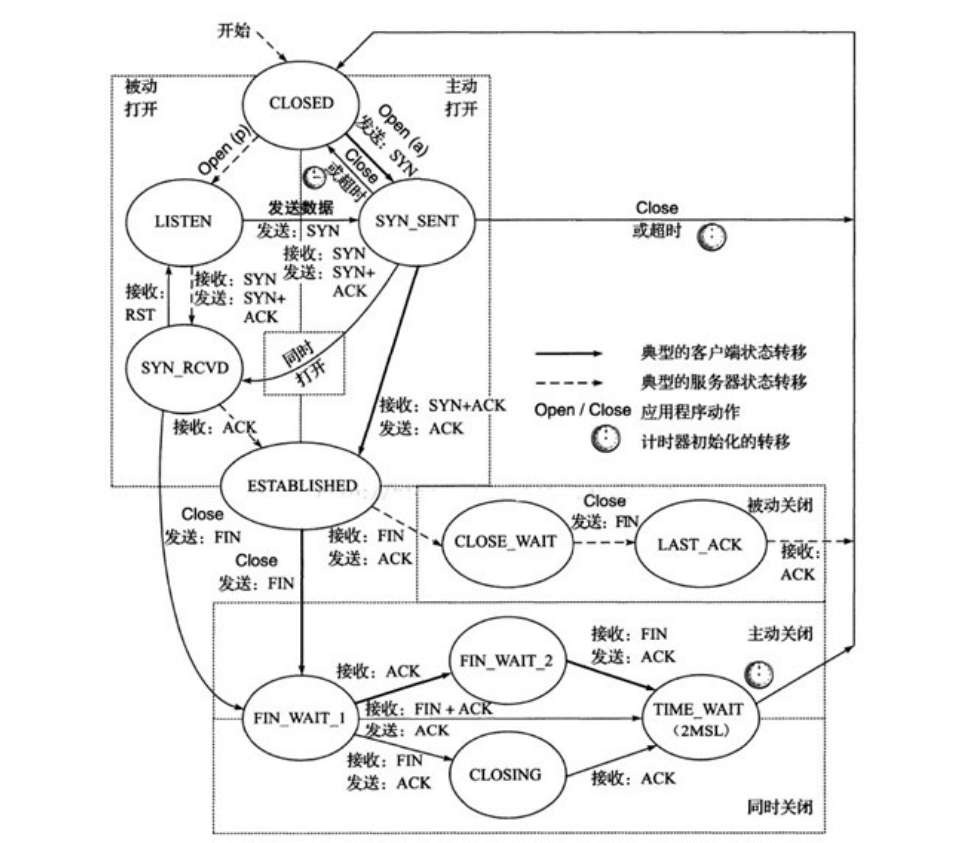 开始
被动
打开
主动
打开
CLOSED
Open (p)
Open (a)
发送：SYN
Close
或超时
LISTEN
发送数据
发送：SYN
SYN_SENT
Close
或超时
接收：SYN
发送：SYN+
ACK
接收：
RST
接收：SYN
发送：SYN+
ACK
SYN_RCVD
同时
打开
典型的客户端状态转移
典型的服务器状态转移
Open / Close 应用程序动作
计时器初始化的转移
接收：SYN+ACK
发送：ACK
接收：ACK
ESTABLISHED
Close
发送：FIN
接收：FIN
发送：ACK
Close
发送：FIN
CLOSE_WAIT
Close
发送：FIN
LAST_ACK
被动关闭
接收：
ACK
主动关闭
FIN_WAIT_1
接收：ACK
FIN_WAIT_2
接收：FIN
发送：ACK
接收：FIN + ACK
发送：ACK
TIME_WAIT
（2MSL）
接收：FIN
发送：ACK
CLOSING
接收：ACK
同时关闭